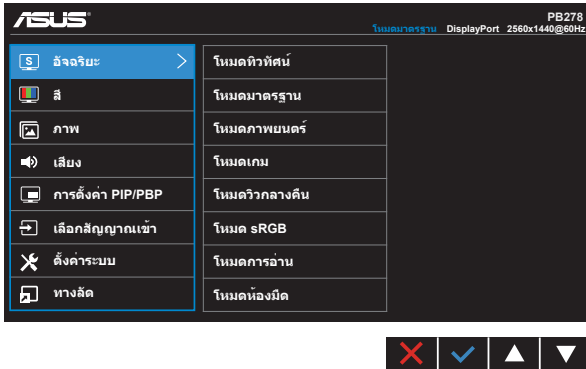 ASUS
PB278
โหมดมาตรฐาน DisplayPort 2560x1440@60Hz
S อัจฉริยะ
สี
ภาพ
เสียง
การตั้งค่า PIP/PBP
เลือกสัญญาณเข้า
ตั้งค่าระบบ
ทางลัด
โหมดทิวทัศน์
โหมดมาตรฐาน
โหมดภาพยนตร์
โหมดเกม
โหมดวิวกลางคืน
โหมด sRGB
โหมดการอ่าน
โหมดห้องมืด